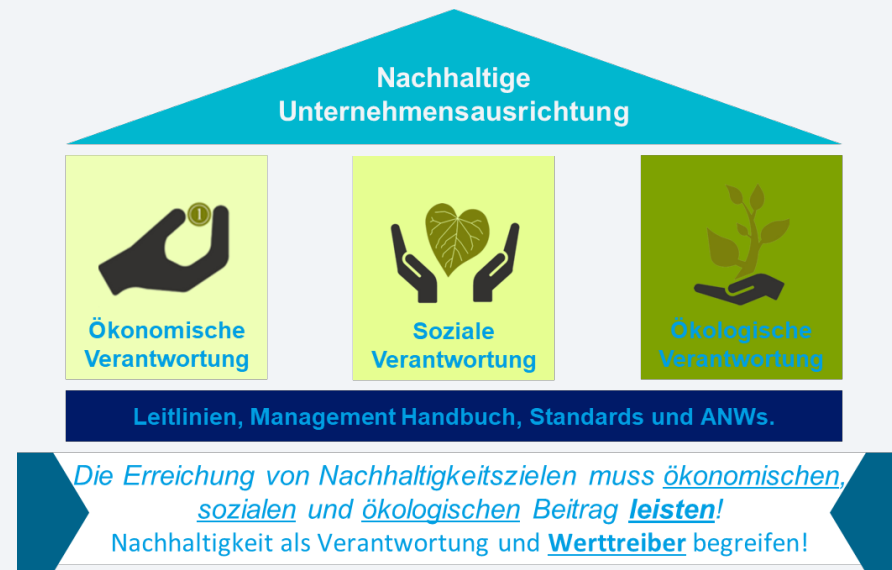 Nachhaltige
Unternehmensausrichtung
1
Ökonomische
Verantwortung
Soziale
Verantwortung
Ökologische
Verantwortung
Leitlinien, Management Handbuch, Standards und ANWs.
Die Erreichung von Nachhaltigkeitszielen muss ökonomischen,
sozialen und ökologischen Beitrag leisten!
Nachhaltigkeit als Verantwortung und Werttreiber begreifen!